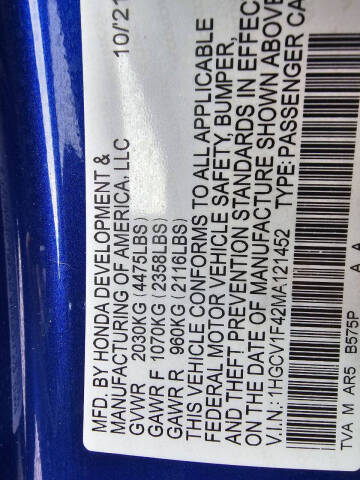 MFD. BY HONDA DEVELOPMENT & 10/21
MANUFACTURING OF AMERICA, LLC
GVWR 2030KG (4475LBS)
GAWR F 1070KG (2358LBS)
GAWR R 960KG (2116LBS)
THIS VEHICLE CONFORMS TO ALL APPLICABLE
FEDERAL MOTOR VEHICLE SAFETY, BUMPER,
AND THEFT PREVENTION STANDARDS IN EFFEC
ON THE DATE OF MANUFACTURE SHOWN ABOVE
V.I.N.: 1HGCV1F42MA121452 TYPE: PASSENGER CA
TVA M AR5 B575P A A